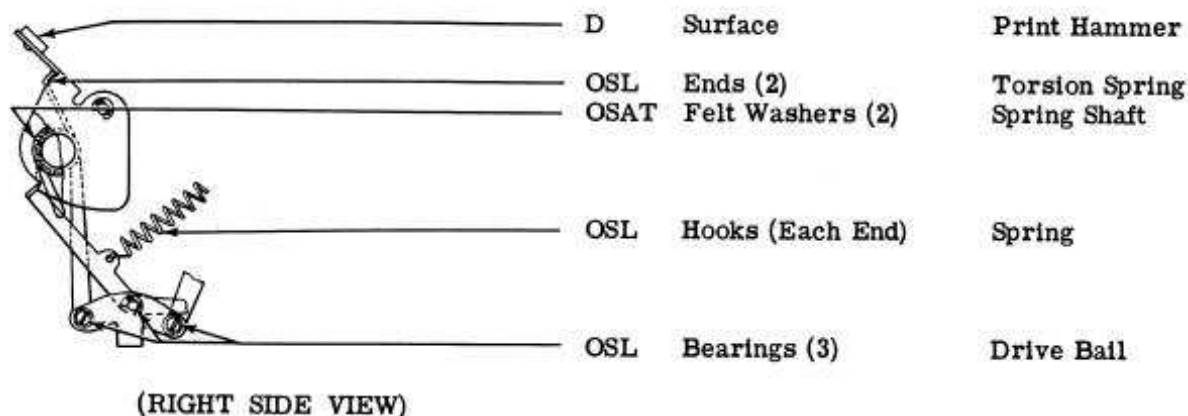 D Surface Print Hammer
OSL Ends (2) Torsion Spring
OSAT Felt Washers (2) Spring Shaft
OSL Hooks (Each End) Spring
OSL Bearings (3) Drive Bail
(RIGHT SIDE VIEW)